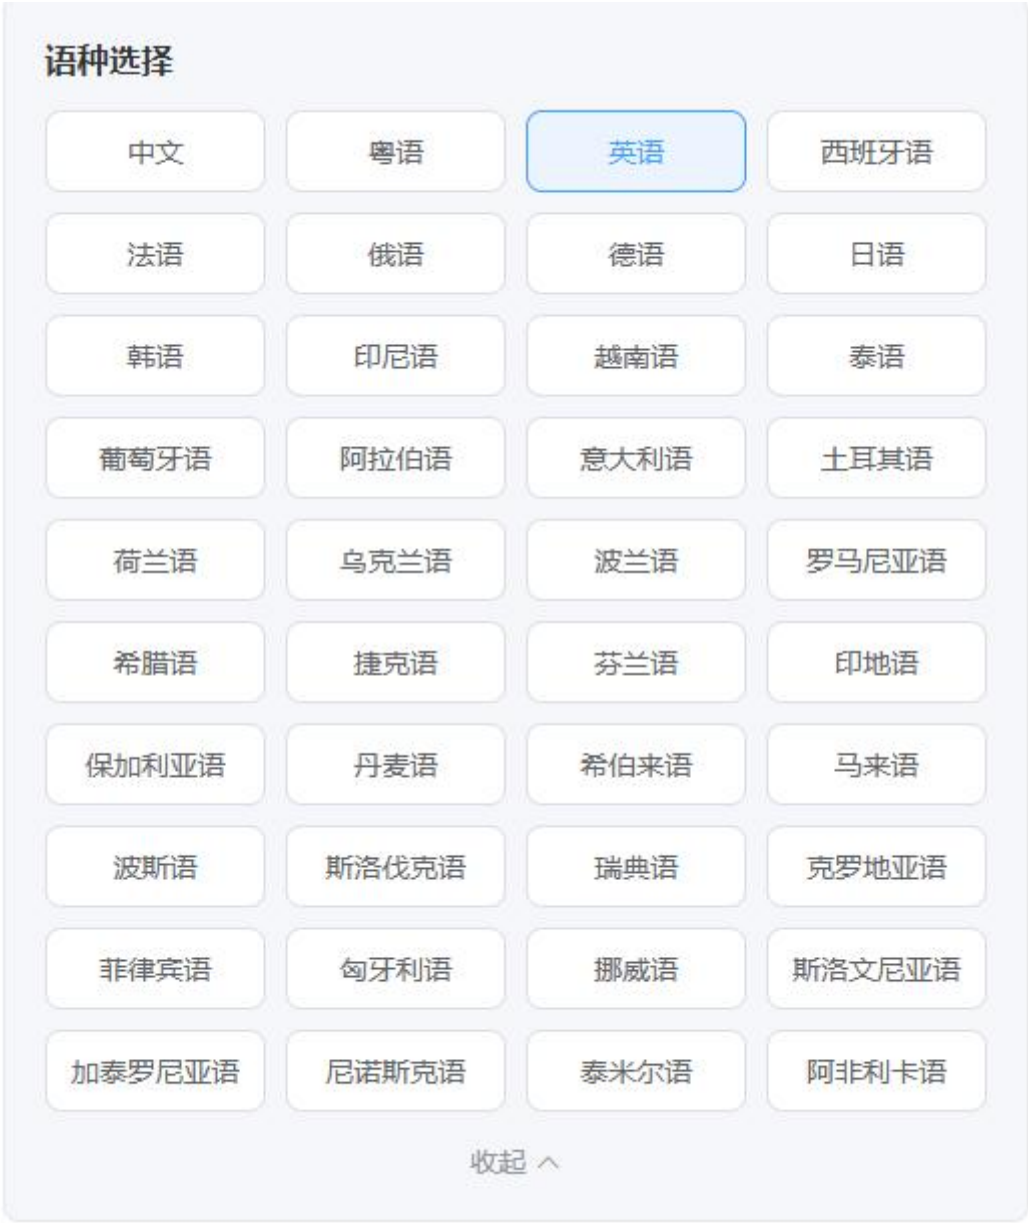 语种选择
中文 粤语 英语 西班牙语
法语 俄语 德语 日语
韩语 印尼语 越南语 泰语
葡萄牙语 阿拉伯语 意大利语 土耳其语
荷兰语 乌克兰语 波兰语 罗马尼亚语
希腊语 捷克语 芬兰语 印地语
保加利亚语 丹麦语 希伯来语 马来语
波斯语 斯洛伐克语 瑞典语 克罗地亚语
菲律宾语 匈牙利语 挪威语 斯洛文尼亚语
加泰罗尼亚语 尼诺斯克语 泰米尔语 阿非利卡语
收起